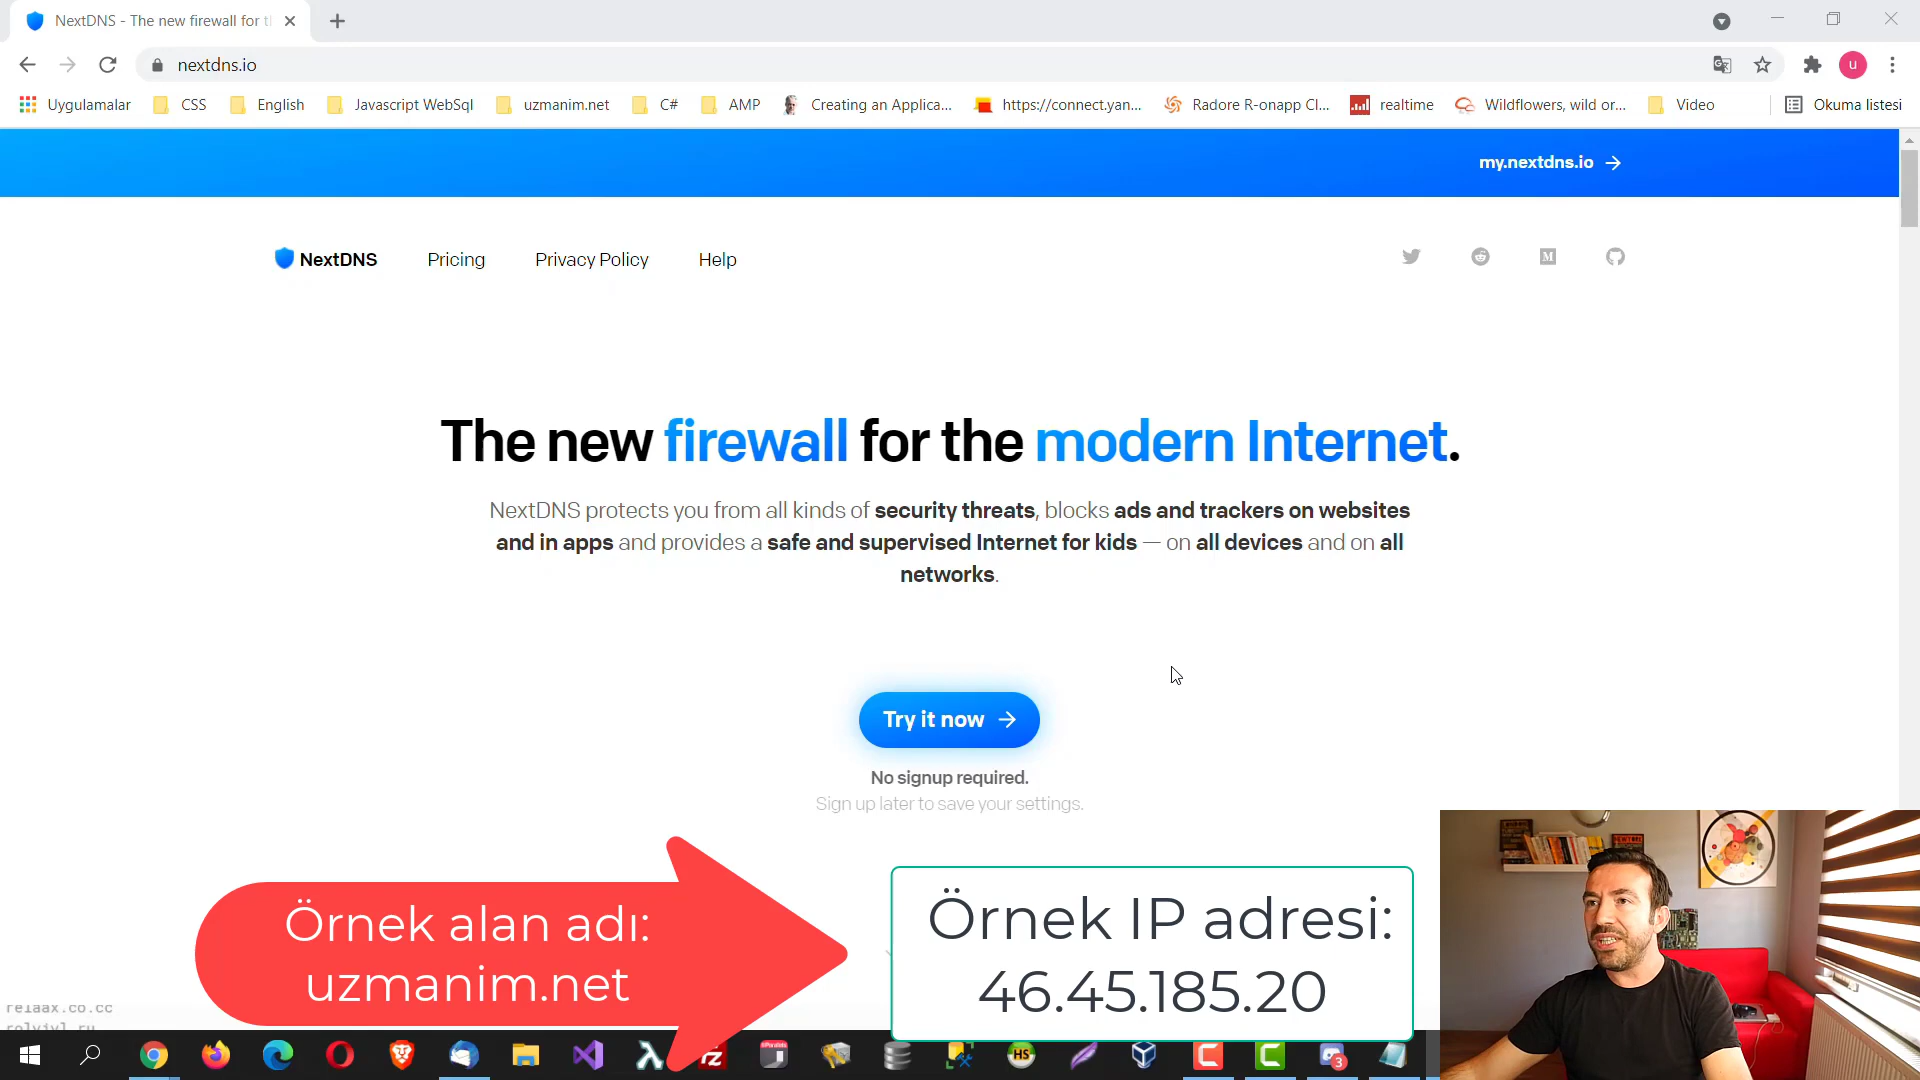 NextDNS - The new firewall for t
nextdns.io
u
Uygulamalar
CSS
English
Javascript WebSql
uzmanim.net
C#
AMP
Creating an Applica...
https://connect.yan...
Radore R-onapp Cl...
realtime
Wildflowers, wild or...
Video
Okuma listesi
my.nextdns.io →
NextDNS
Pricing
Privacy Policy
Help
M
The new firewall for the modern Internet.
NextDNS protects you from all kinds of security threats, blocks ads and trackers on websites
and in apps and provides a safe and supervised Internet for kids — on all devices and on all
networks.
Try it now →
No signup required.
Sign up later to save your settings.
Örnek alan adı:
uzmanim.net
Örnek IP adresi:
46.45.185.20
relaax.co.cc
HS
3